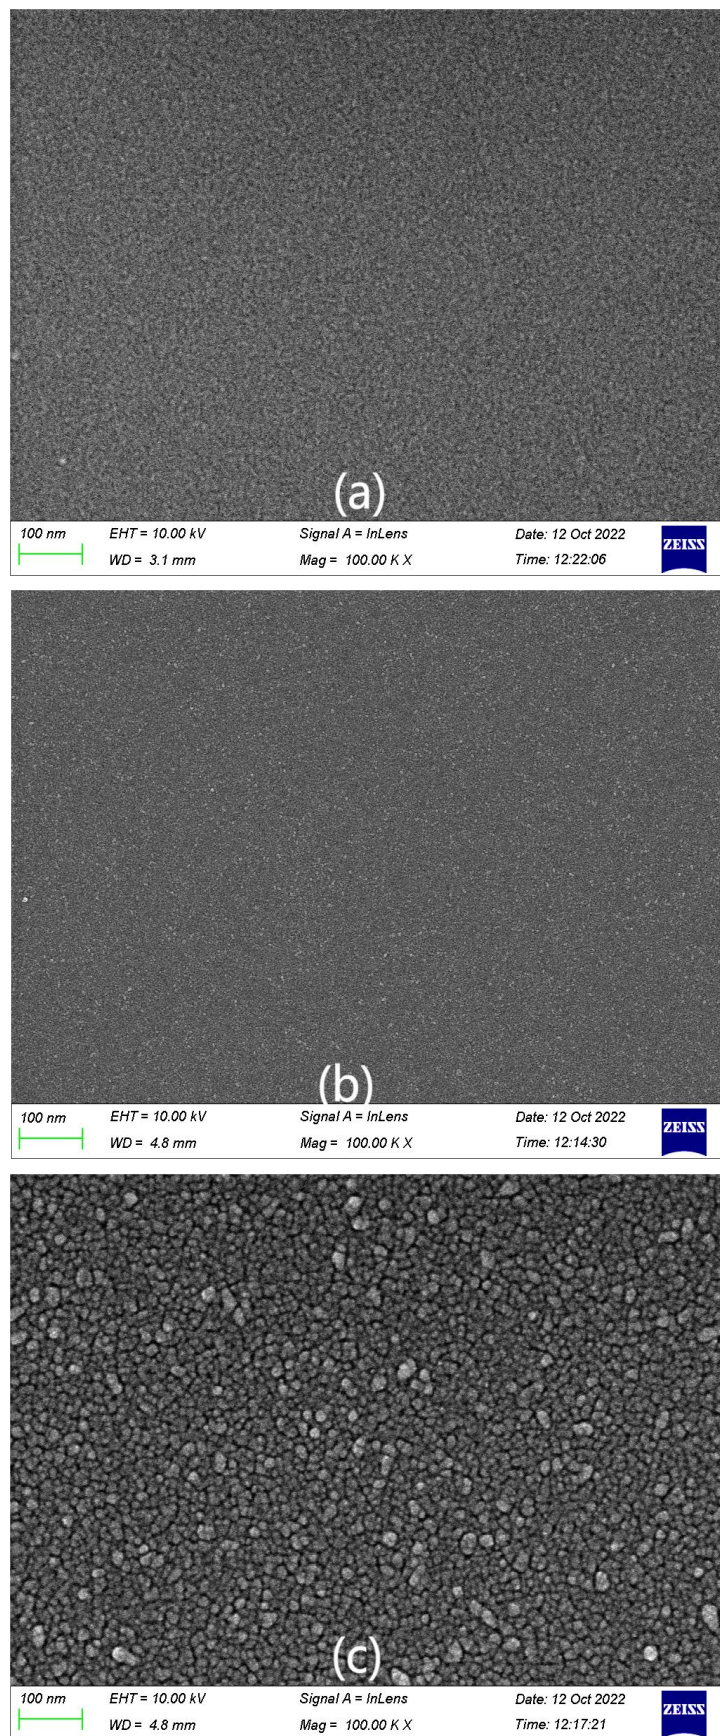 (a)
100 nm EHT = 10.00 kV Signal A = InLens Date: 12 Oct 2022 ZEISS
WD = 3.1 mm Mag = 100.00 K X Time: 12:22:06
(b)
100 nm EHT = 10.00 kV Signal A = InLens Date: 12 Oct 2022 ZEISS
WD = 4.8 mm Mag = 100.00 K X Time: 12:14:30
(c)
100 nm EHT = 10.00 kV Signal A = InLens Date: 12 Oct 2022 ZEISS
WD = 4.8 mm Mag = 100.00 K X Time: 12:17:21